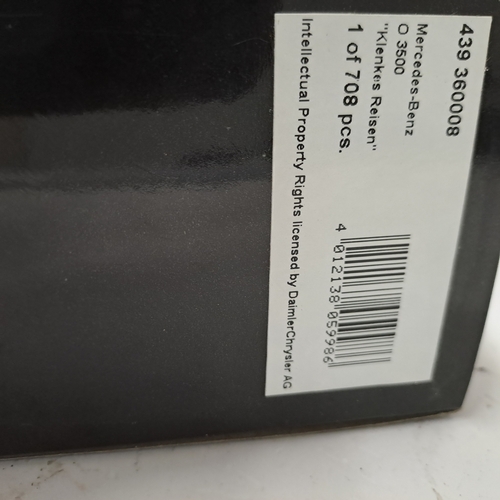 439 360008
Mercedes-Benz
O 3500
"Klenkes Reisen"
1 of 708 pcs.
4 012138 059986
Intellectual Property Rights licensed by DaimlerChrysler AG